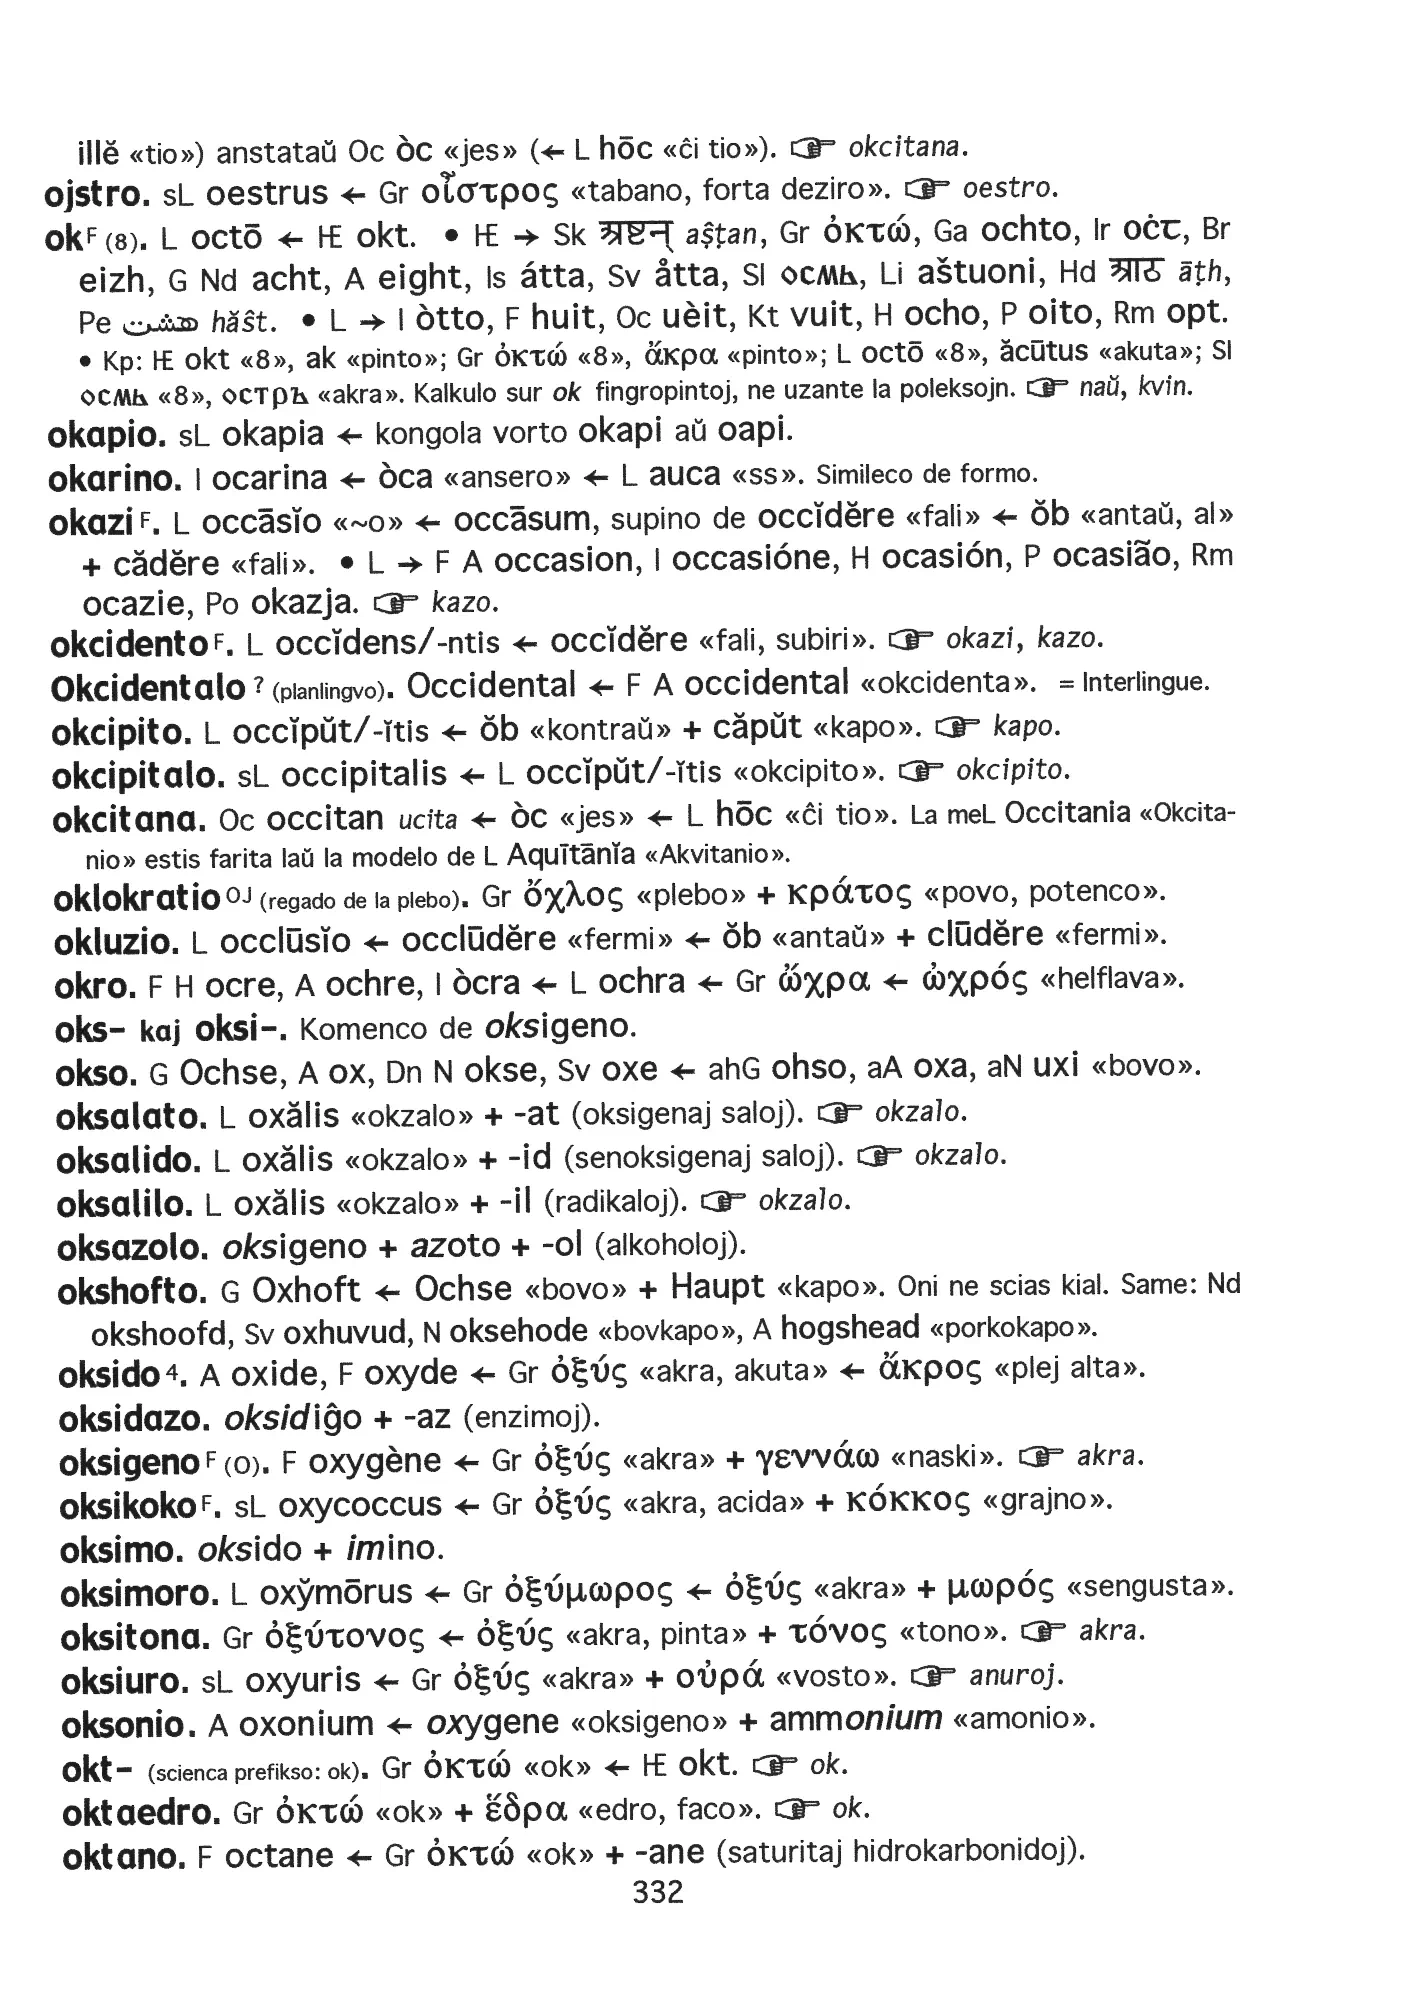 illĕ «tio») anstataŭ Oc òc «jes» (← L hōc «ĉi tio»). ☞ okcitana.
ojstro. sL oestrus ← Gr οἶστρος «tabano, forta deziro». ☞ oestro.
ok F (8). L octō ← IE okt. • IE → Sk अष्टन् aṣṭan, Gr ὀκτώ, Ga ochto, Ir oċt, Br
eizh, G Nd acht, A eight, Is átta, Sv åtta, Sl осмь, Li aštuoni, Hd आठ āṭh,
Pe هشت hăŝt. • L → I òtto, F huit, Oc uèit, Kt vuit, H ocho, P oito, Rm opt.
• Kp: IE okt «8», ak «pinto»; Gr ὀκτώ «8», ἄκρα «pinto»; L octō «8», ăcūtus «akuta»; Sl
осмь «8», остръ «akra». Kalkulo sur ok fingropintoj, ne uzante la poleksojn. ☞ naŭ, kvin.
okapio. sL okapia ← kongola vorto okapi aŭ oapi.
okarino. I ocarina ← òca «ansero» ← L auca «ss». Simileco de formo.
okazi F. L occāsĭo «~o» ← occāsum, supino de occĭdĕre «fali» ← ŏb «antaŭ, al»
+ cădĕre «fali». • L → F A occasion, I occasióne, H ocasión, P ocasião, Rm
ocazie, Po okazja. ☞ kazo.
okcidento F. L occĭdens/-ntis ← occĭdĕre «fali, subiri». ☞ okazi, kazo.
Okcidentalo ? (planlingvo). Occidental ← F A occidental «okcidenta». = Interlingue.
okcipito. L occĭpŭt/-ĭtis ← ŏb «kontraŭ» + căpŭt «kapo». ☞ kapo.
okcipitalo. sL occipitalis ← L occĭpŭt/-ĭtis «okcipito». ☞ okcipito.
okcitana. Oc occitan ucita ← òc «jes» ← L hōc «ĉi tio». La meL Occitania «Okcita-
nio» estis farita laŭ la modelo de L Aquītānĭa «Akvitanio».
oklokratio OJ (regado de la plebo). Gr ὄχλος «plebo» + κράτος «povo, potenco».
okluzio. L occlūsĭo ← occlūdĕre «fermi» ← ŏb «antaŭ» + clūdĕre «fermi».
okro. F H ocre, A ochre, I òcra ← L ochra ← Gr ὤχρα ← ὠχρός «helflava».
oks- kaj oksi-. Komenco de oksigeno.
okso. G Ochse, A ox, Dn N okse, Sv oxe ← ahG ohso, aA oxa, aN uxi «bovo».
oksalato. L oxălis «okzalo» + -at (oksigenaj saloj). ☞ okzalo.
oksalido. L oxălis «okzalo» + -id (senoksigenaj saloj). ☞ okzalo.
oksalilo. L oxălis «okzalo» + -il (radikaloj). ☞ okzalo.
oksazolo. oksigeno + azoto + -ol (alkoholoj).
okshofto. G Oxhoft ← Ochse «bovo» + Haupt «kapo». Oni ne scias kial. Same: Nd
okshoofd, Sv oxhuvud, N oksehode «bovkapo», A hogshead «porkokapo».
oksido 4. A oxide, F oxyde ← Gr ὀξύς «akra, akuta» ← ἄκρος «plej alta».
oksidazo. oksidiĝo + -az (enzimoj).
oksigeno F (O). F oxygène ← Gr ὀξύς «akra» + γεννάω «naski». ☞ akra.
oksikoko F. sL oxycoccus ← Gr ὀξύς «akra, acida» + κόκκος «grajno».
oksimo. oksido + imino.
oksimoro. L oxy̆mōrus ← Gr ὀξύμωρος ← ὀξύς «akra» + μωρός «sengusta».
oksitona. Gr ὀξύτονος ← ὀξύς «akra, pinta» + τόνος «tono». ☞ akra.
oksiuro. sL oxyuris ← Gr ὀξύς «akra» + οὐρά «vosto». ☞ anuroj.
oksonio. A oxonium ← oxygene «oksigeno» + ammonium «amonio».
okt- (scienca prefikso: ok). Gr ὀκτώ «ok» ← IE okt. ☞ ok.
oktaedro. Gr ὀκτώ «ok» + ἕδρα «edro, faco». ☞ ok.
oktano. F octane ← Gr ὀκτώ «ok» + -ane (saturitaj hidrokarbonidoj).
332